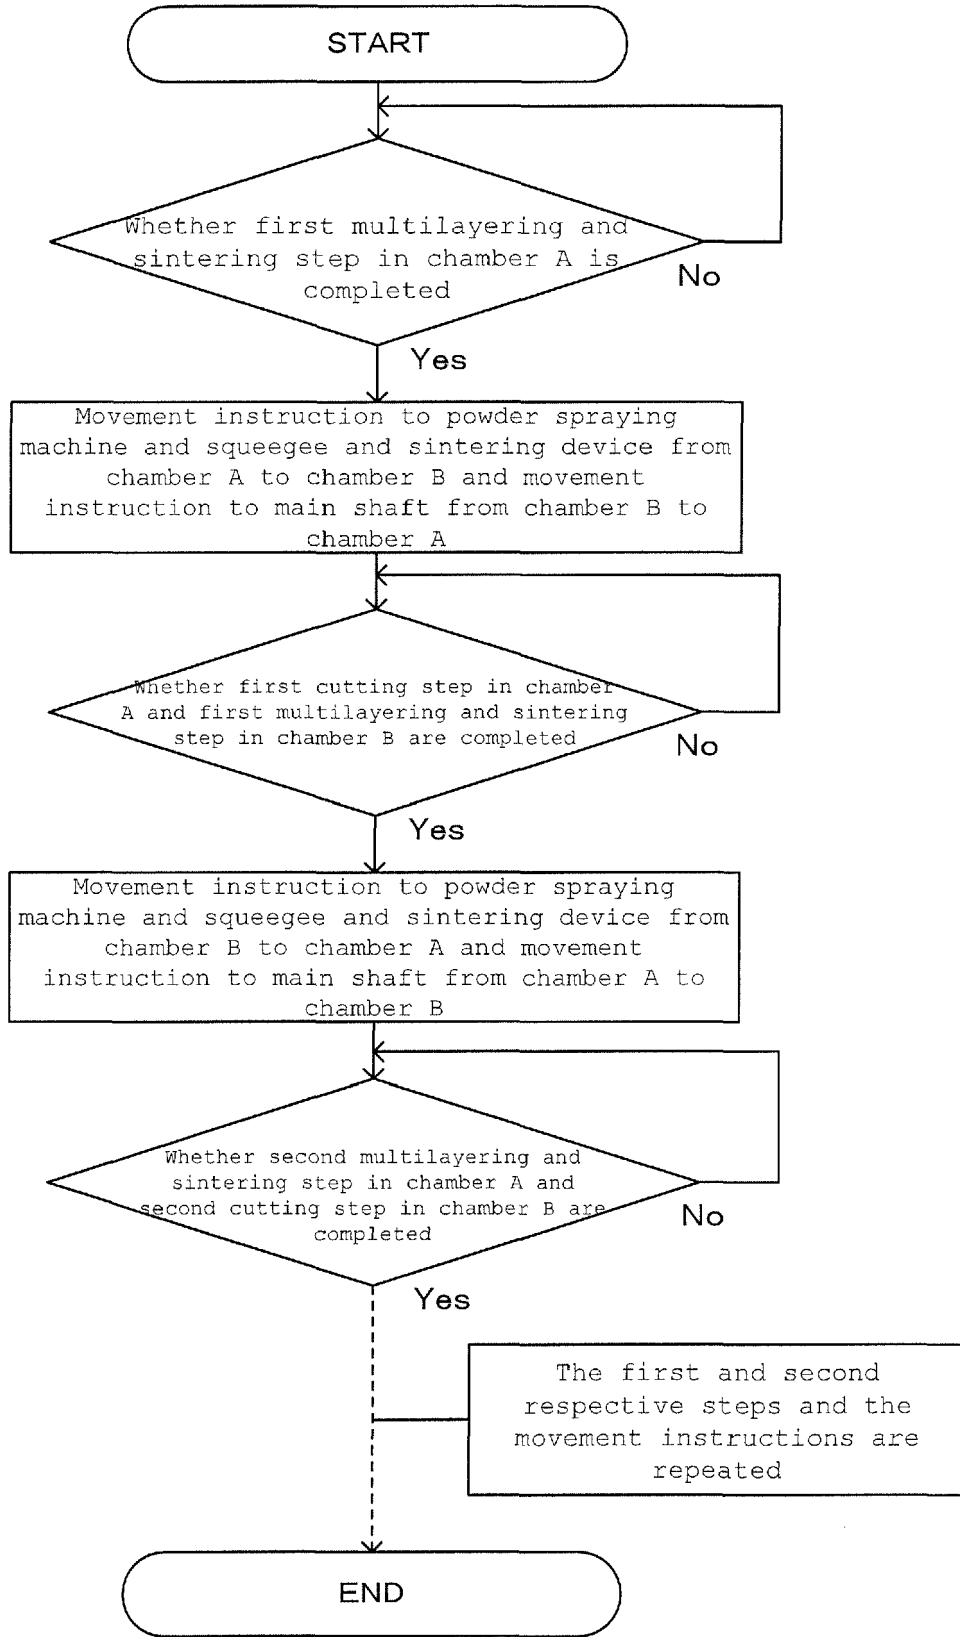 START
Whether first multilayering and
sintering step in chamber A is
completed
No
Yes
Movement instruction to powder spraying
machine and squeegee and sintering device from
chamber A to chamber B and movement
instruction to main shaft from chamber B to
chamber A
Whether first cutting step in chamber
A and first multilayering and sintering
step in chamber B are completed
No
Yes
Movement instruction to powder spraying
machine and squeegee and sintering device from
chamber B to chamber A and movement
instruction to main shaft from chamber A to
chamber B
Whether second multilayering and
sintering step in chamber A and
second cutting step in chamber B are
completed
No
Yes
The first and second
respective steps and the
movement instructions are
repeated
END